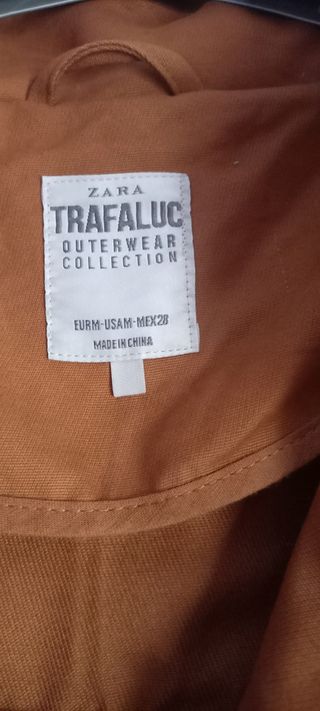 ZARA
TRAFALUC
OUTERWEAR
COLLECTION
EURM-USAM-MEX28
MADE IN CHINA